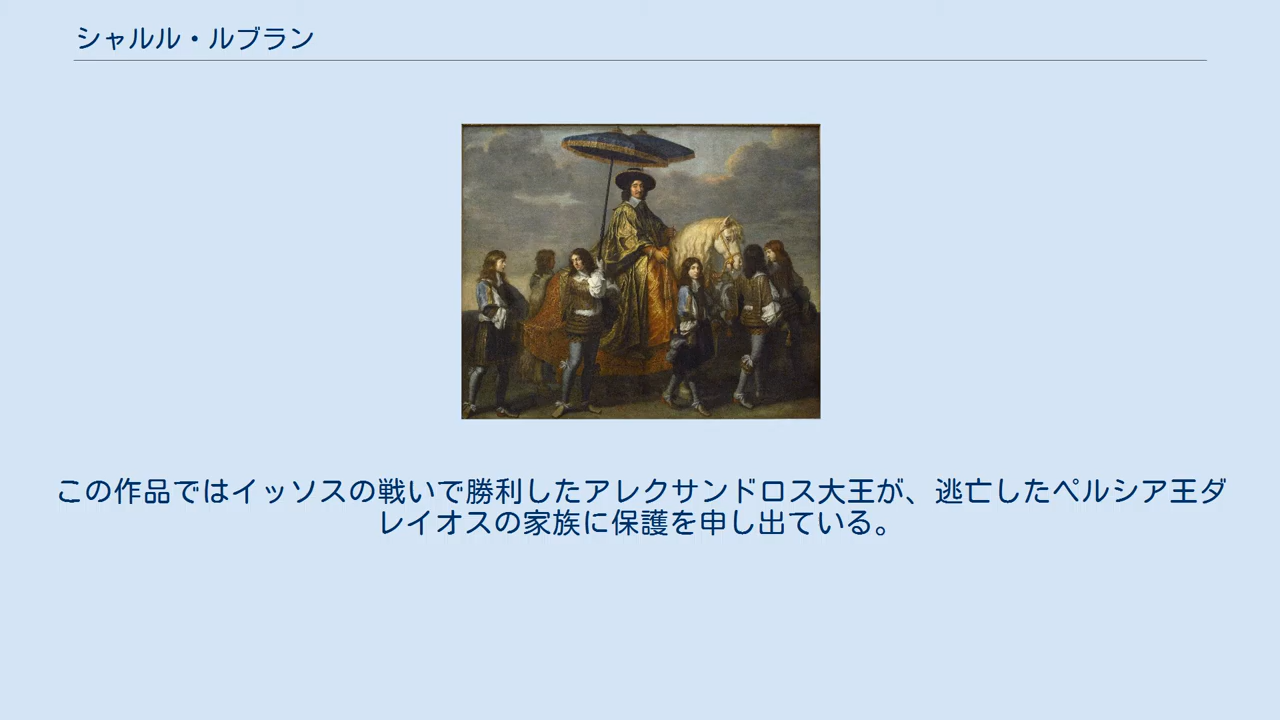 シャルル・ルブラン
この作品ではイッソスの戦いで勝利したアレクサンドロス大王が、逃亡したペルシア王ダ
レイオスの家族に保護を申し出ている。